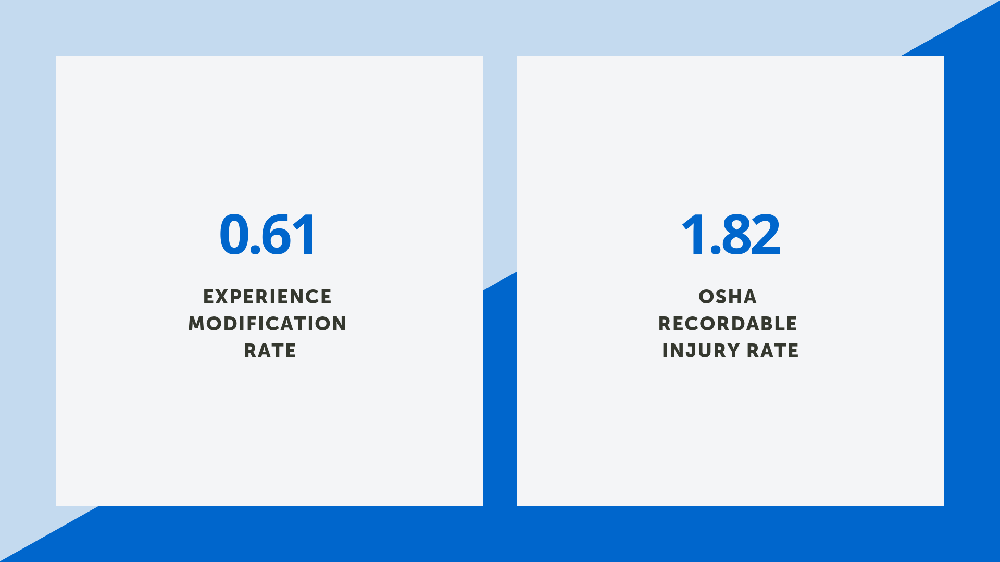 0.61
EXPERIENCE
MODIFICATION
RATE
1.82
OSHA
RECORDABLE
INJURY RATE